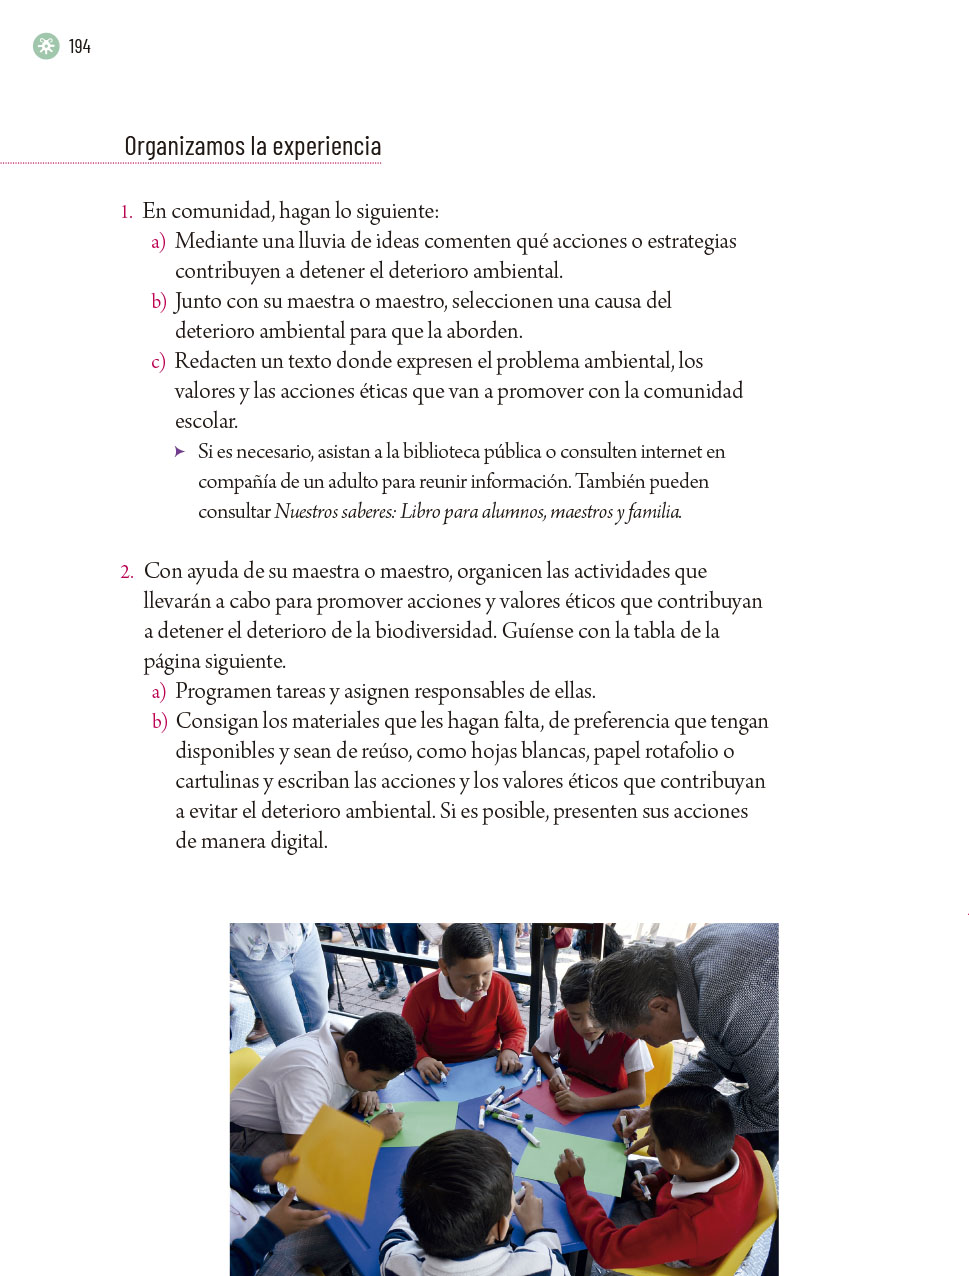 194
Organizamos la experiencia
1. En comunidad, hagan lo siguiente:
a) Mediante una lluvia de ideas comenten qué acciones o estrategias
contribuyen a detener el deterioro ambiental.
b) Junto con su maestra o maestro, seleccionen una causa del
deterioro ambiental para que la aborden.
c) Redacten un texto donde expresen el problema ambiental, los
valores y las acciones éticas que van a promover con la comunidad
escolar.
➤ Si es necesario, asistan a la biblioteca pública o consulten internet en
compañía de un adulto para reunir información. También pueden
consultar Nuestros saberes: Libro para alumnos, maestros y familia.
2. Con ayuda de su maestra o maestro, organicen las actividades que
llevarán a cabo para promover acciones y valores éticos que contribuyan
a detener el deterioro de la biodiversidad. Guíense con la tabla de la
página siguiente.
a) Programen tareas y asignen responsables de ellas.
b) Consigan los materiales que les hagan falta, de preferencia que tengan
disponibles y sean de reúso, como hojas blancas, papel rotafolio o
cartulinas y escriban las acciones y los valores éticos que contribuyan
a evitar el deterioro ambiental. Si es posible, presenten sus acciones
de manera digital.